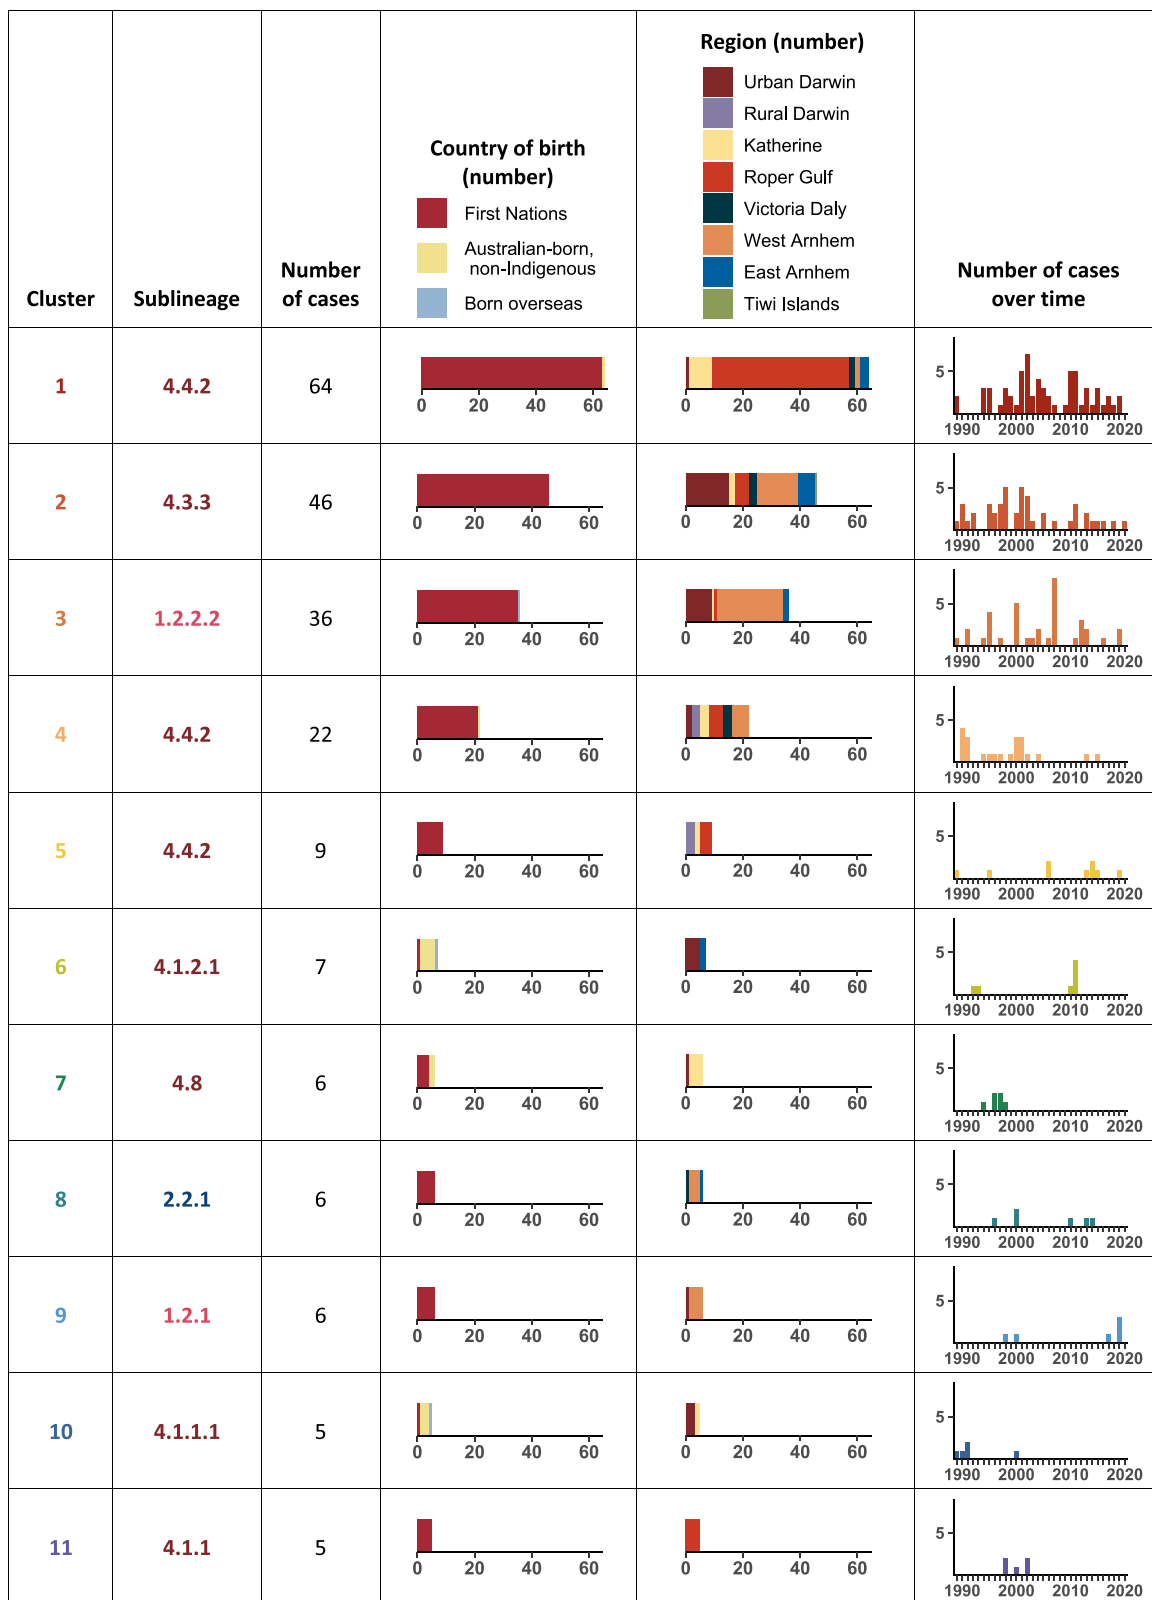 Region (number)
Urban Darwin
Rural Darwin
Katherine
Roper Gulf
Victoria Daly
West Arnhem
East Arnhem
Tiwi Islands
Country of birth
(number)
First Nations
Australian-born,
non-Indigenous
Born overseas
Cluster
Sublineage
Number
of cases
Number of cases
over time
1 4.4.2 64
0 20 40 60
0 20 40 60
5
1990 2000 2010 2020
2 4.3.3 46
0 20 40 60
0 20 40 60
5
1990 2000 2010 2020
3 1.2.2.2 36
0 20 40 60
0 20 40 60
5
1990 2000 2010 2020
4 4.4.2 22
0 20 40 60
0 20 40 60
5
1990 2000 2010 2020
5 4.4.2 9
0 20 40 60
0 20 40 60
5
1990 2000 2010 2020
6 4.1.2.1 7
0 20 40 60
0 20 40 60
5
1990 2000 2010 2020
7 4.8 6
0 20 40 60
0 20 40 60
5
1990 2000 2010 2020
8 2.2.1 6
0 20 40 60
0 20 40 60
5
1990 2000 2010 2020
9 1.2.1 6
0 20 40 60
0 20 40 60
5
1990 2000 2010 2020
10 4.1.1.1 5
0 20 40 60
0 20 40 60
5
1990 2000 2010 2020
11 4.1.1 5
0 20 40 60
0 20 40 60
5
1990 2000 2010 2020